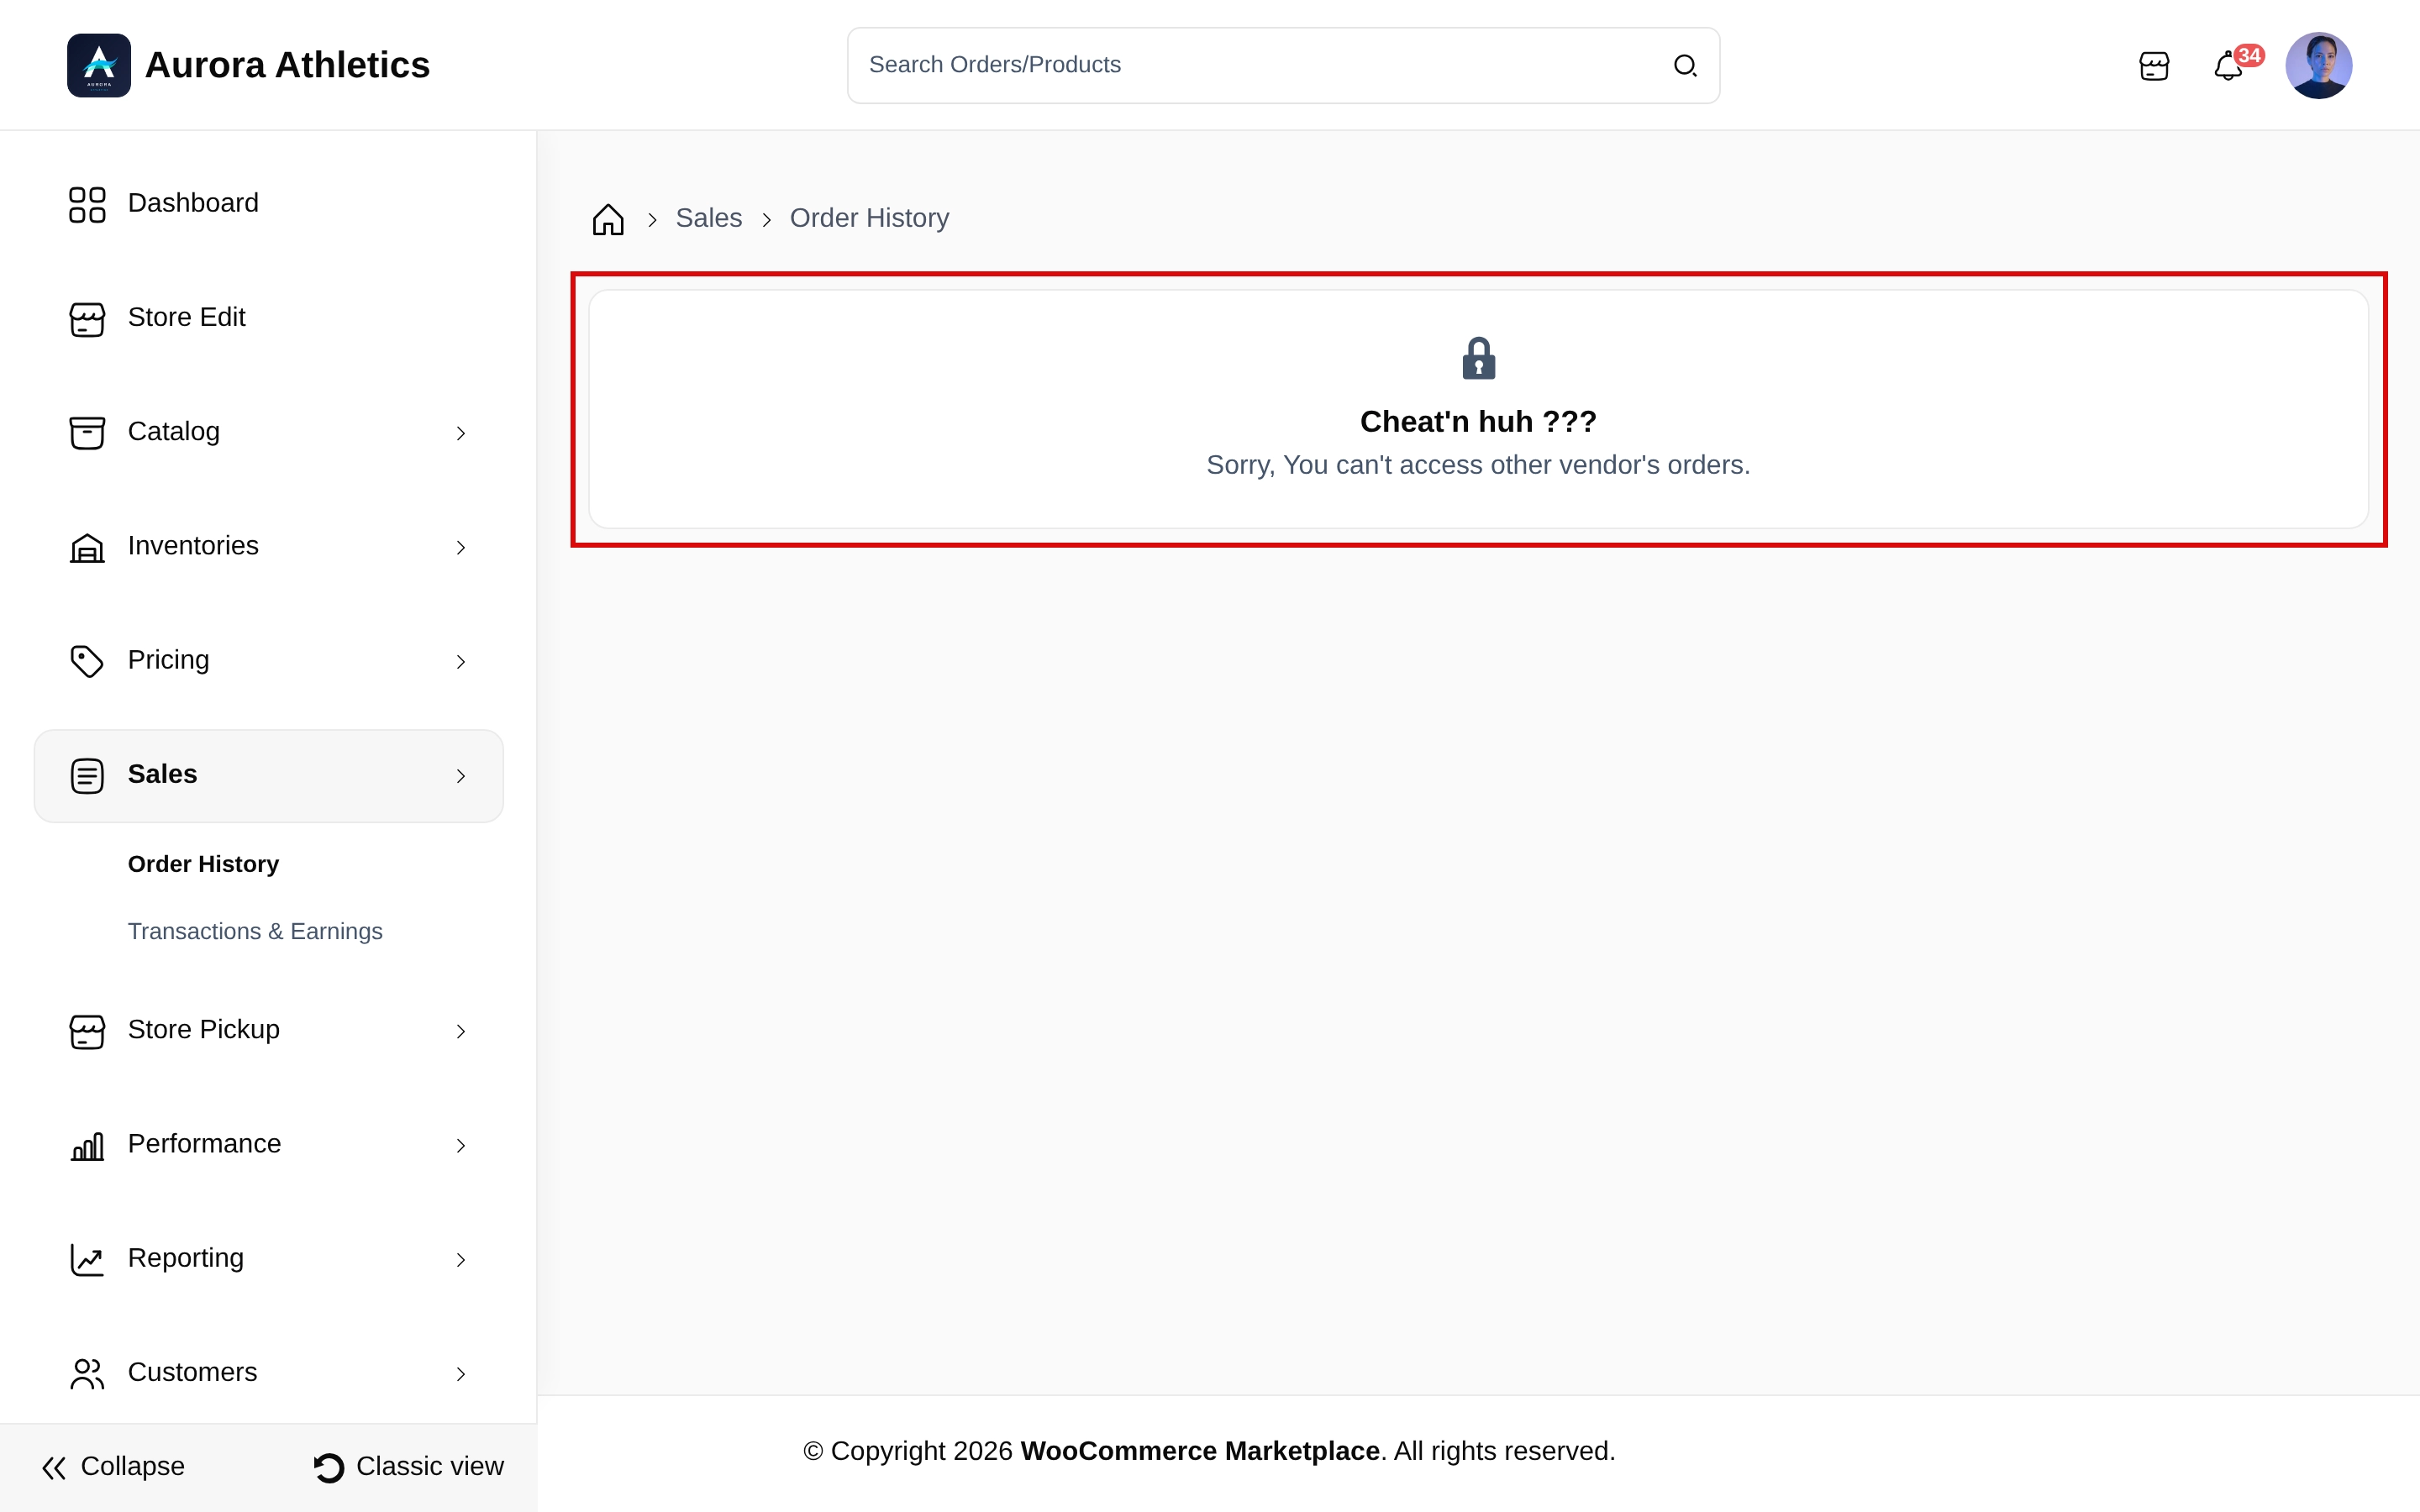 Aurora Athletics
Search Orders/Products
34
AURORA
Dashboard
Store Edit
Catalog
Inventories
Pricing
Sales
Order History
Transactions & Earnings
Store Pickup
Performance
Reporting
Customers
Collapse
Classic view
Sales
Order History
Cheat'n huh ???
Sorry, You can't access other vendor's orders.
© Copyright 2026 WooCommerce Marketplace. All rights reserved.